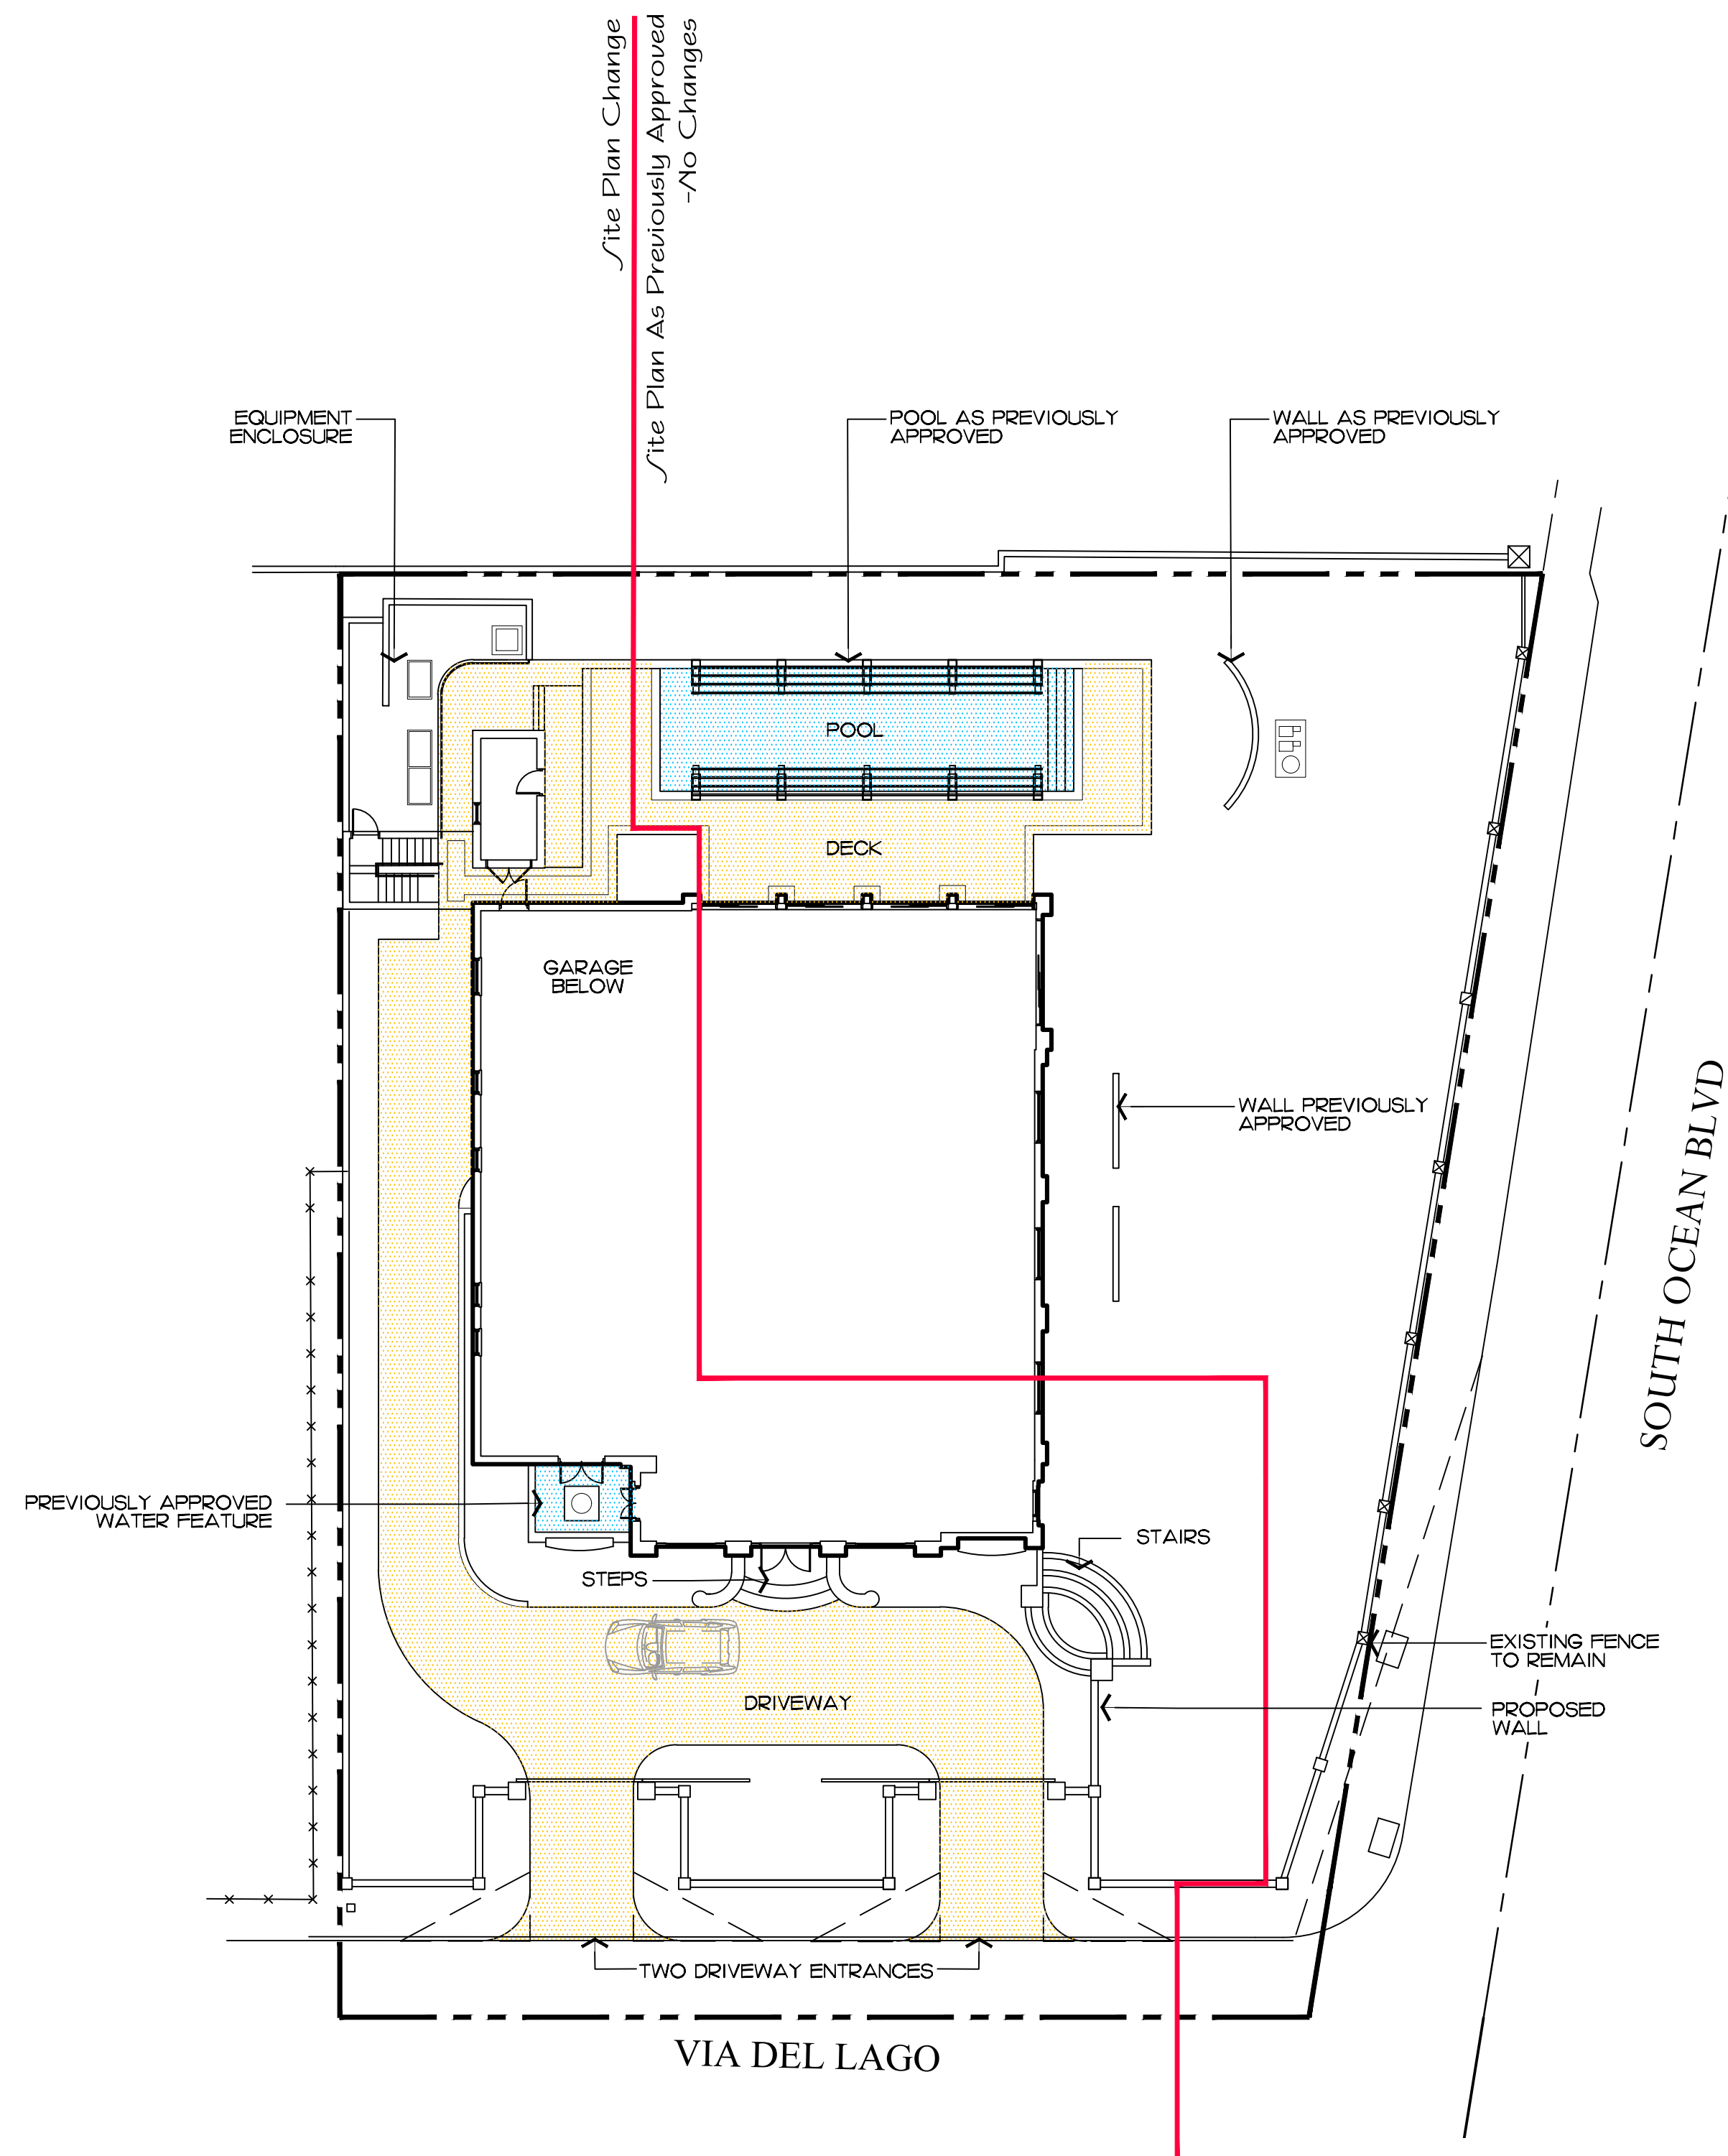 Site Plan Change
Site Plan As Previously Approved
-No Changes
EQUIPMENT
ENCLOSURE
POOL AS PREVIOUSLY
APPROVED
WALL AS PREVIOUSLY
APPROVED
POOL
DECK
GARAGE
BELOW
WALL PREVIOUSLY
APPROVED
SOUTH OCEAN BLVD
PREVIOUSLY APPROVED
WATER FEATURE
STAIRS
STEPS
EXISTING FENCE
TO REMAIN
DRIVEWAY
PROPOSED
WALL
TWO DRIVEWAY ENTRANCES
VIA DEL LAGO